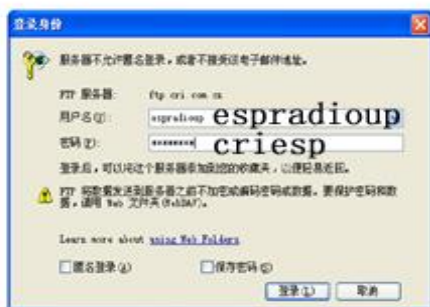 登录身份
服务器不允许匿名登录，或者不接受该电子邮件地址。
FTP 服务器: ftp cri com cn
用户名(U): espradioup espradioup
密码(P): ******** criesp
登录后，可以将这个服务器添加到您的收藏夹，以便轻易返回。
FTP 将数据发送到服务器之前不加密或编码密码或数据。要保护密码和数
据，请用 Web 文件夹(WebDAV)。
Learn more about using Web Folders
匿名登录(A) 保存密码(S)
登录(L) 取消